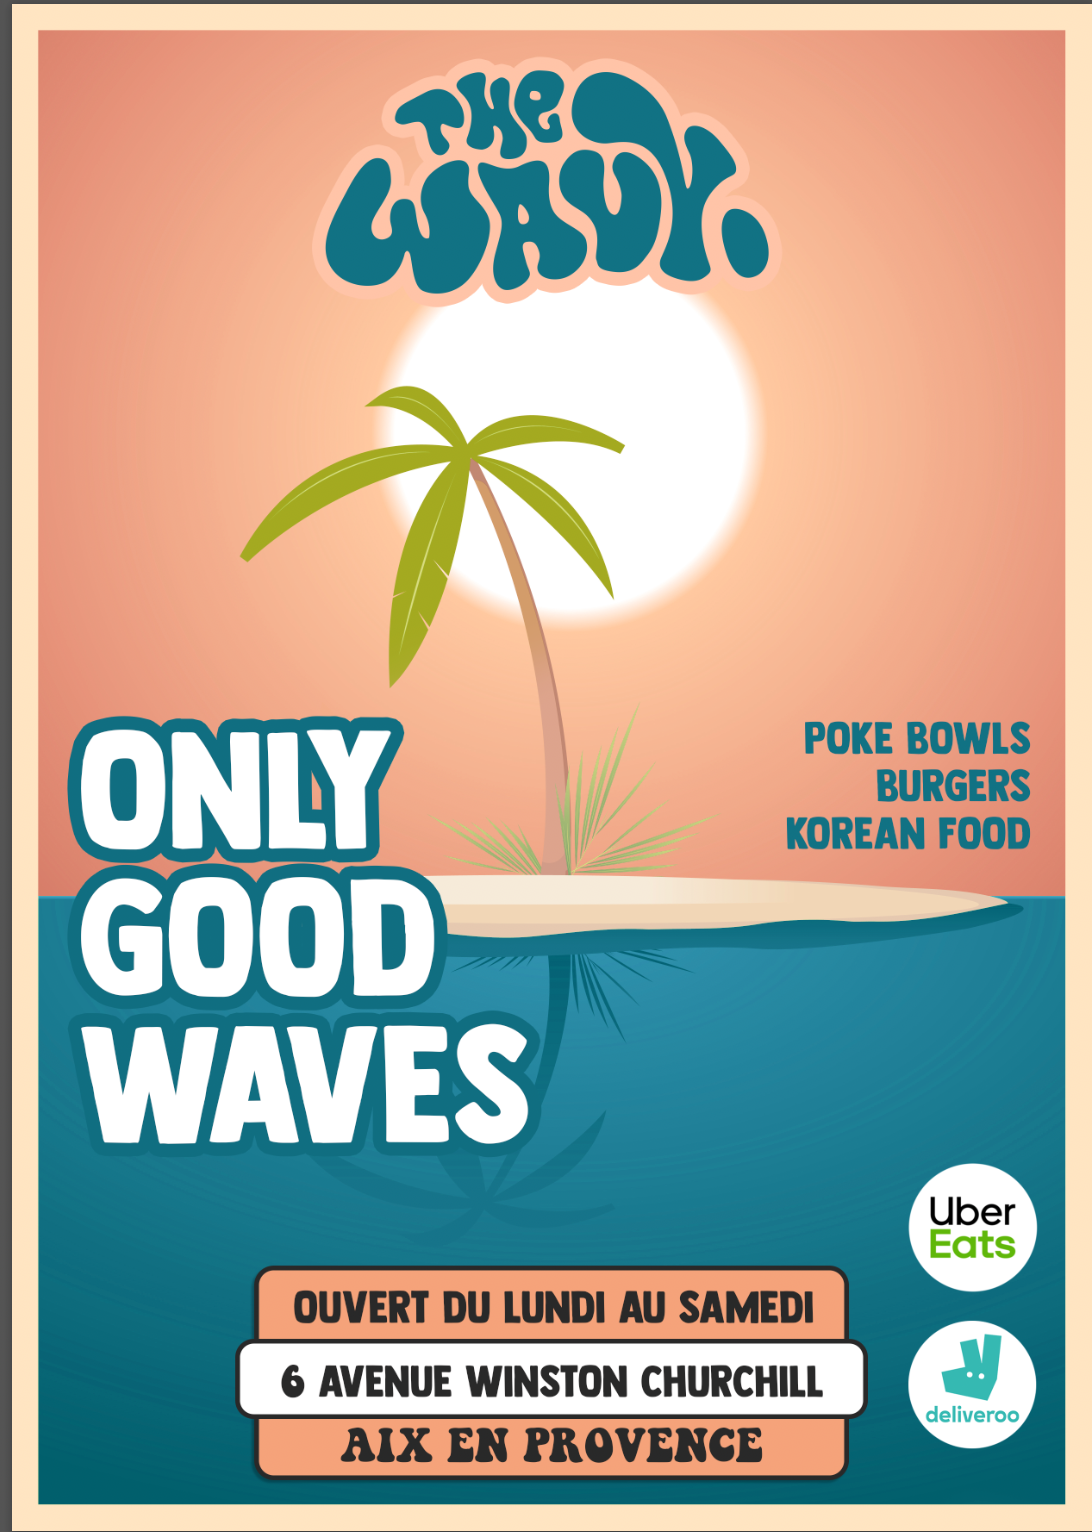 THE
WAVY.
ONLY
GOOD
WAVES
POKE BOWLS
BURGERS
KOREAN FOOD
Uber
Eats
deliveroo
OUVERT DU LUNDI AU SAMEDI
6 AVENUE WINSTON CHURCHILL
AIX EN PROVENCE